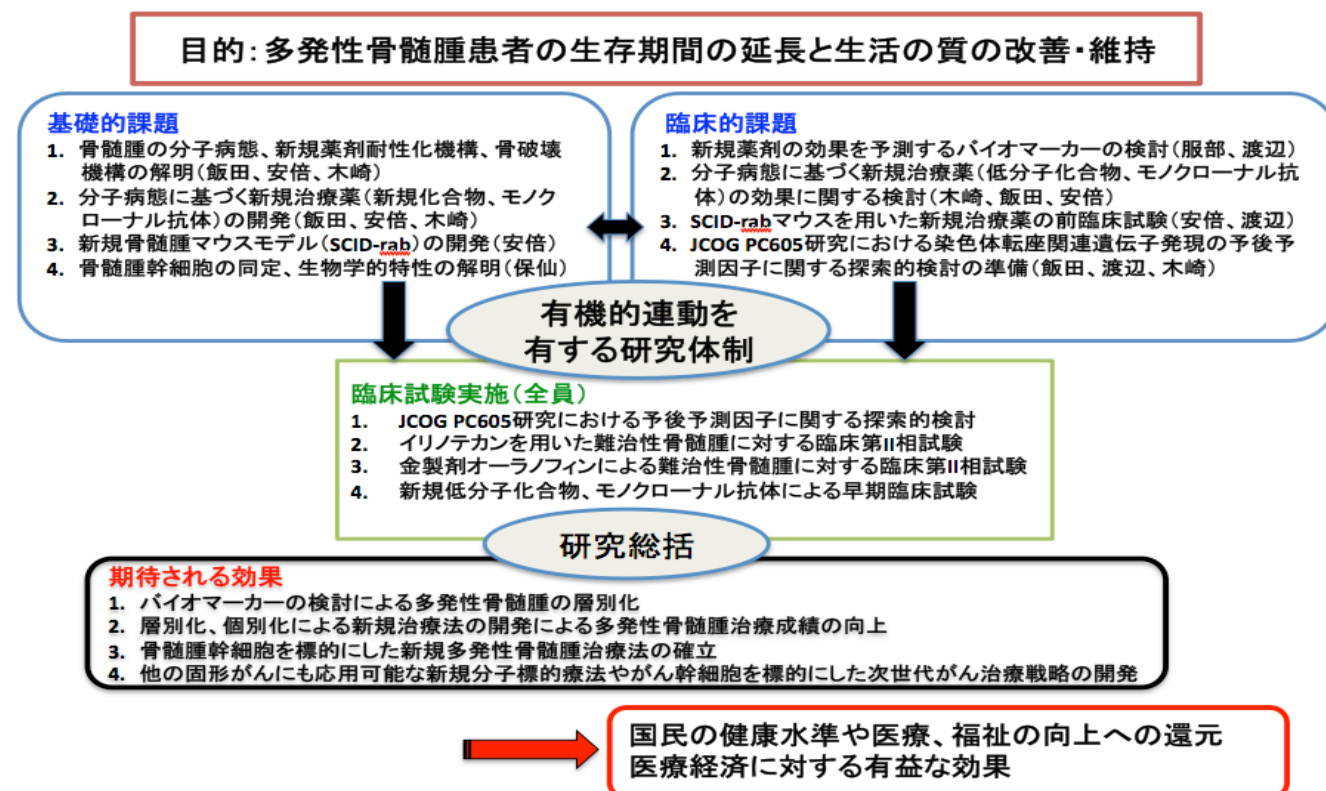 目的：多発性骨髄腫患者の生存期間の延長と生活の質の改善・維持
基礎的課題
1. 骨髄腫の分子病態、新規薬剤耐性化機構、骨破壊
機構の解明（飯田、安倍、木崎）
2. 分子病態に基づく新規治療薬（新規化合物、モノク
ローナル抗体）の開発（飯田、安倍、木崎）
3. 新規骨髄腫マウスモデル（SCID-rab）の開発（安倍）
4. 骨髄腫幹細胞の同定、生物学的特性の解明（保仙）
臨床的課題
1. 新規薬剤の効果を予測するバイオマーカーの検討（服部、渡辺）
2. 分子病態に基づく新規治療薬（低分子化合物、モノクローナル抗
体）の効果に関する検討（木崎、飯田、安倍）
3. SCID-rabマウスを用いた新規治療薬の前臨床試験（安倍、渡辺）
4. JCOG PC605研究における染色体転座関連遺伝子発現の予後予
測因子に関する探索的検討の準備（飯田、渡辺、木崎）
有機的連動を
有する研究体制
臨床試験実施（全員）
1. JCOG PC605研究における予後予測因子に関する探索的検討
2. イリノテカンを用いた難治性骨髄腫に対する臨床第II相試験
3. 金製剤オーラノフィンによる難治性骨髄腫に対する臨床第II相試験
4. 新規低分子化合物、モノクローナル抗体による早期臨床試験
研究総括
期待される効果
1. バイオマーカーの検討による多発性骨髄腫の層別化
2. 層別化、個別化による新規治療法の開発による多発性骨髄腫治療成績の向上
3. 骨髄腫幹細胞を標的にした新規多発性骨髄腫治療法の確立
4. 他の固形がんにも応用可能な新規分子標的療法やがん幹細胞を標的にした次世代がん治療戦略の開発
国民の健康水準や医療、福祉の向上への還元
医療経済に対する有益な効果